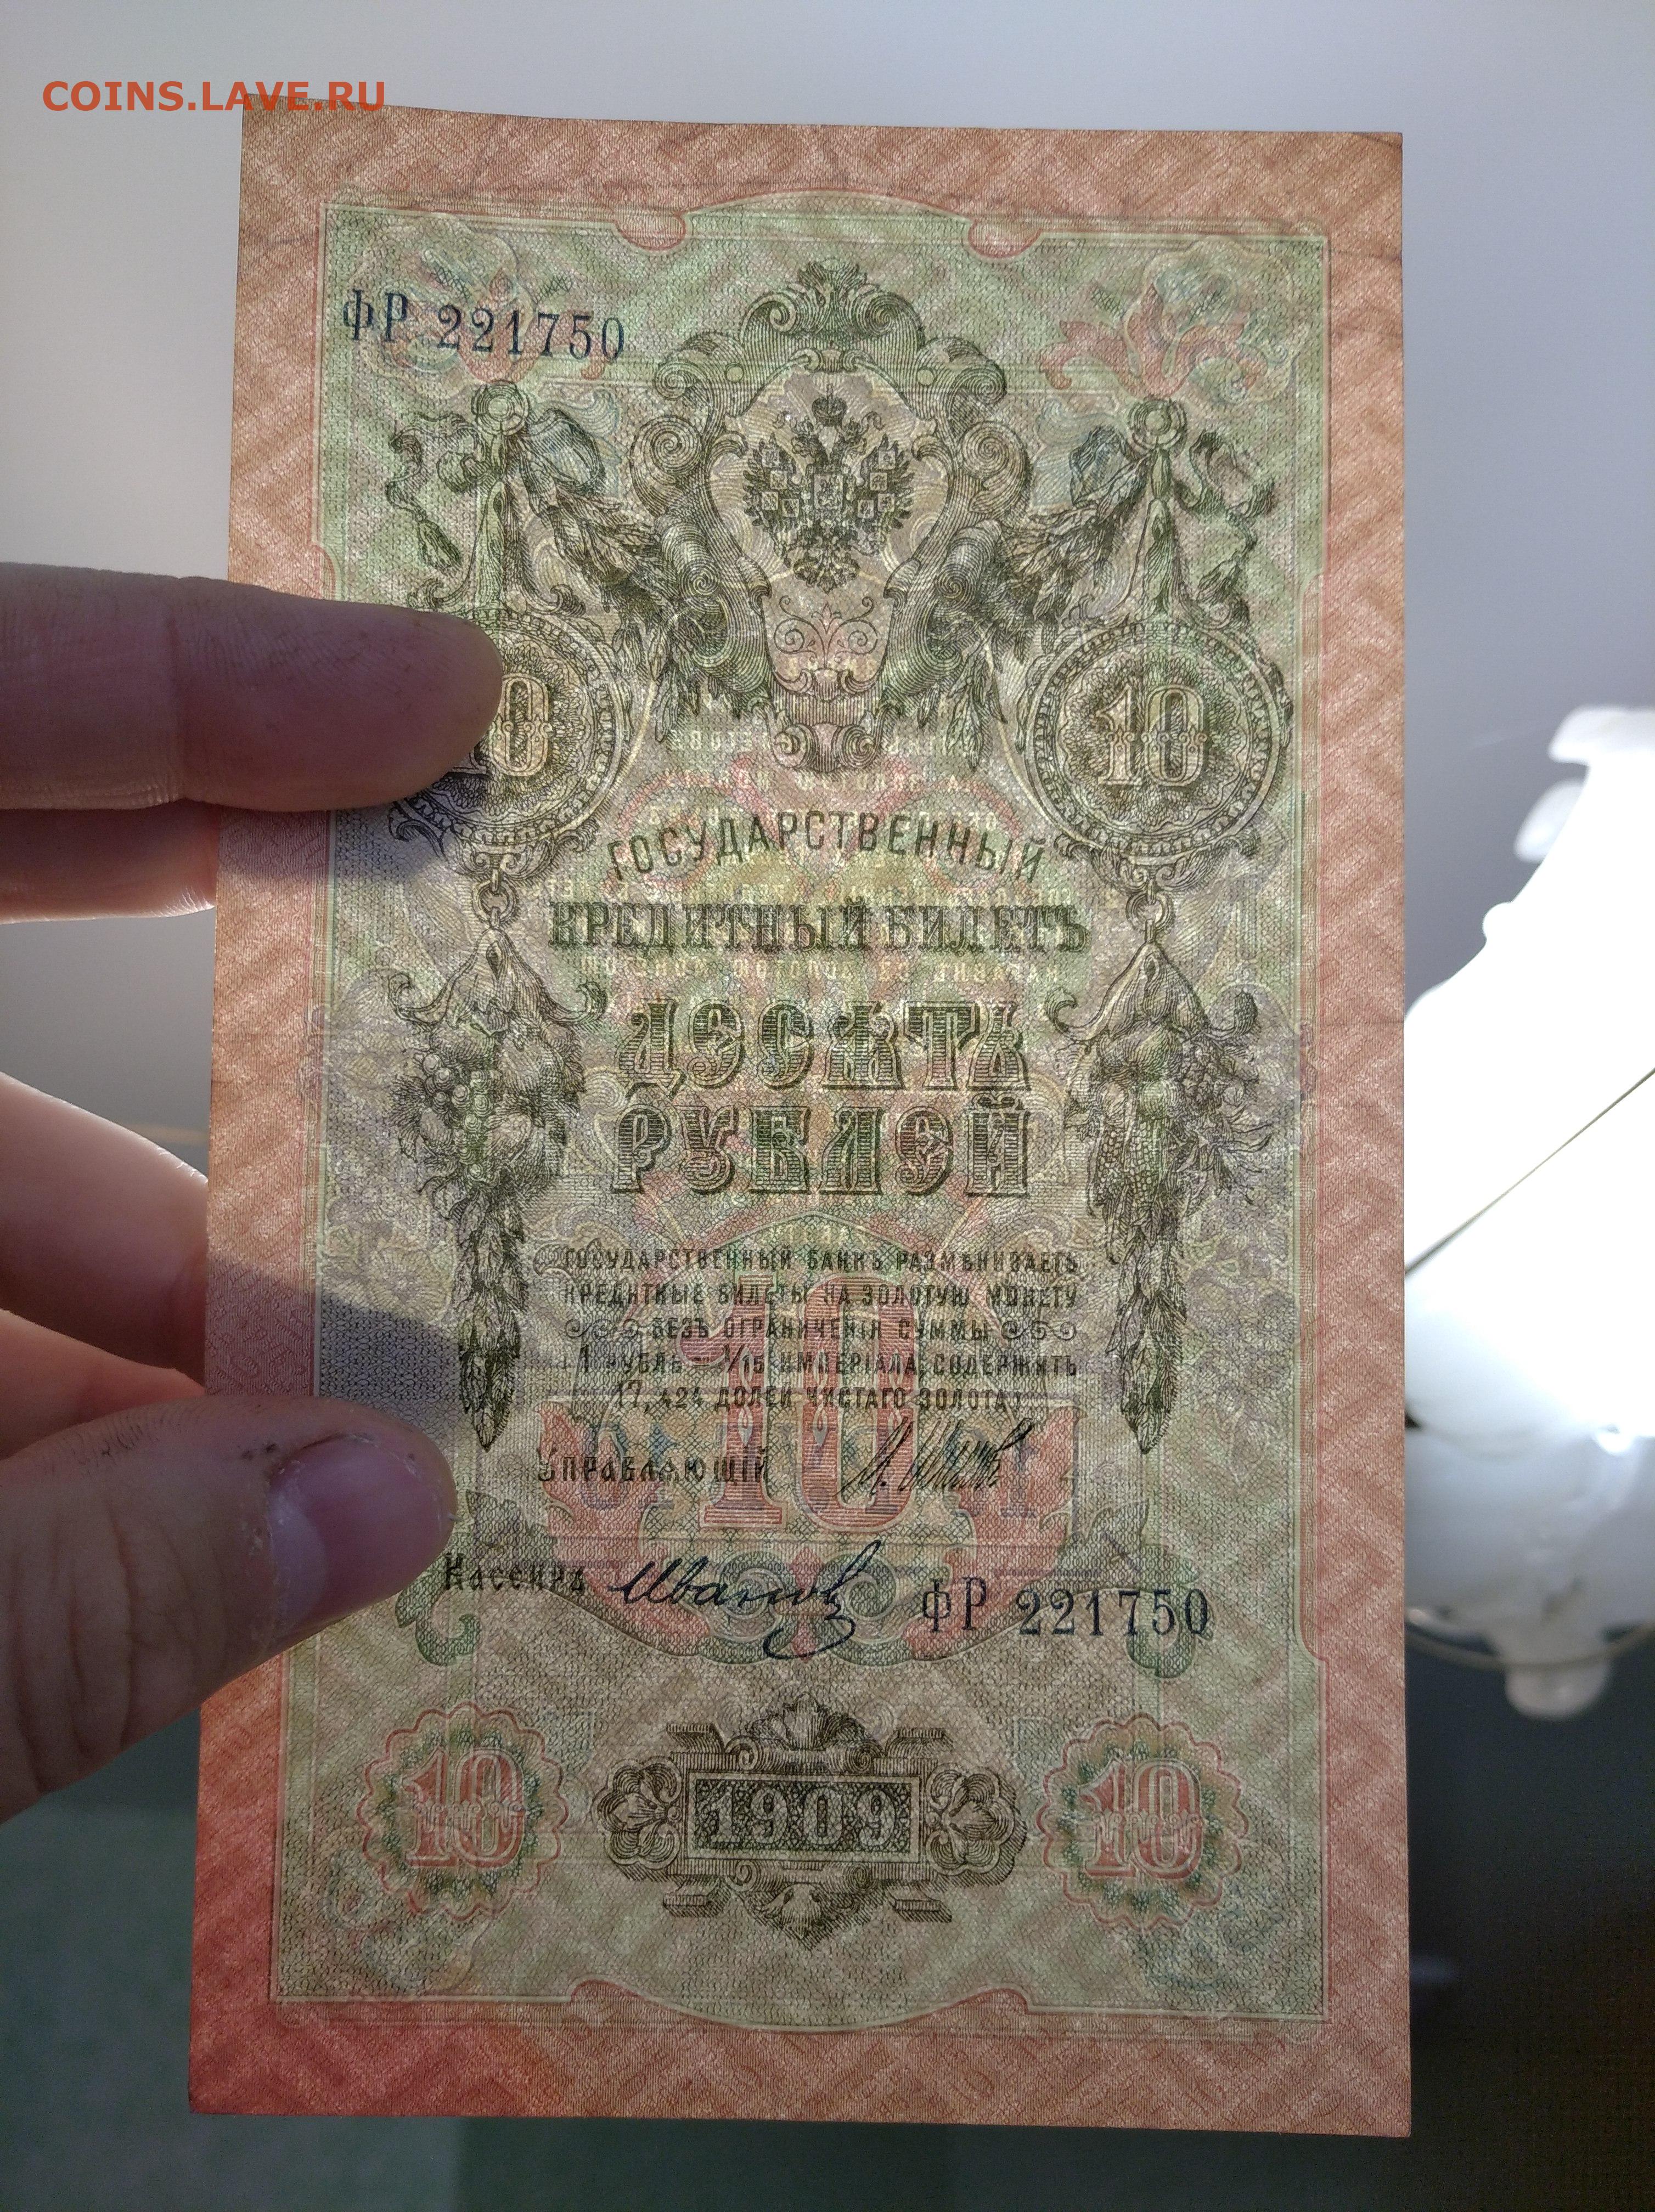 COINS.LAVE.RU
ФР 221750
10
ГОСУДАРСТВЕННЫЙ
КРЕДИТНЫЙ БИЛЕТЪ
ДЕСЯТЬ
РУБЛЕЙ
ГОСУДАРСТВЕННЫЙ БАНКЪ РАЗМѢНИВАЕТЪ
КРЕДИТНЫЕ БИЛЕТЫ НА ЗОЛОТУЮ МОНЕТУ
БЕЗЪ ОГРАНИЧЕНІЯ СУММЫ
1 РУБЛЬ = 1/15 ИМПЕРІАЛА, СОДЕРЖИТЪ
17,424 ДОЛЕЙ ЧИСТАГО ЗОЛОТА
10
Управляющій
Кассиръ Иванов ФР 221750
10 1909 10